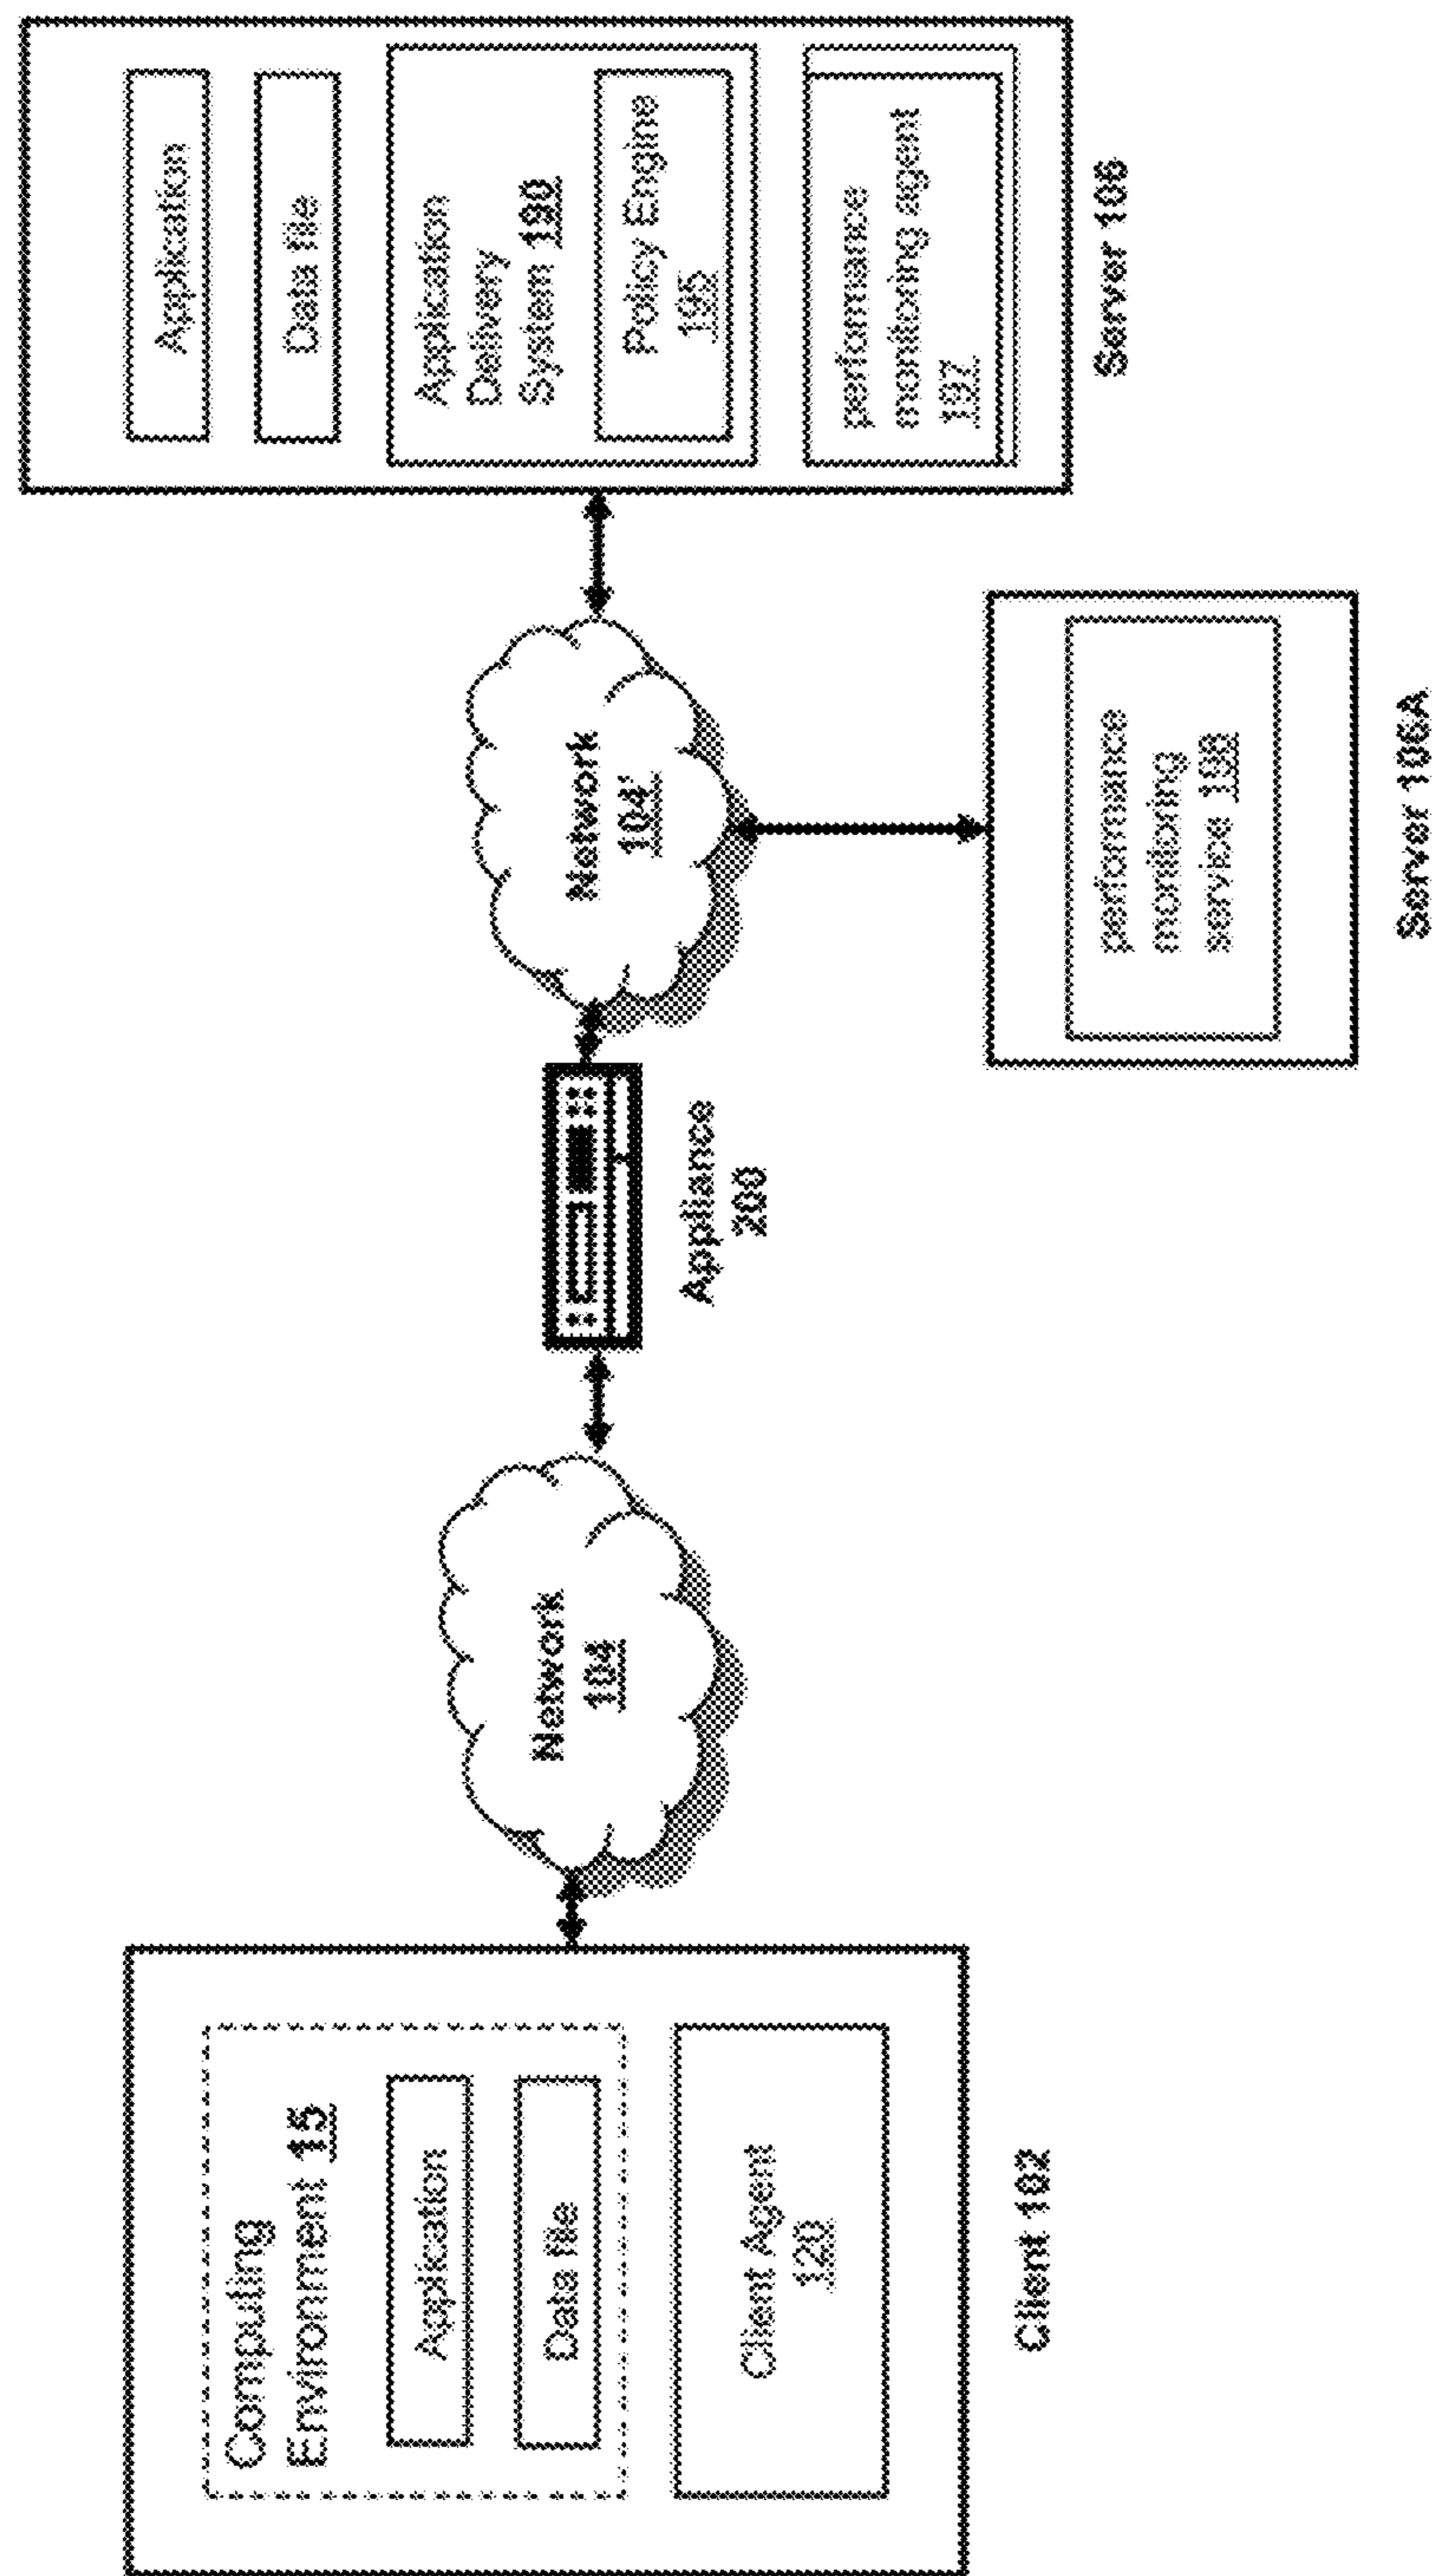 Computing
Environment 15
Application
Data file
Client Agent
120
Client 102
Network
104
Appliance
200
Network
104'
performance
monitoring
service 198
Server 106A
Application
Data file
Application
Delivery
System 190
Policy Engine
195
performance
monitoring agent
197
Server 106